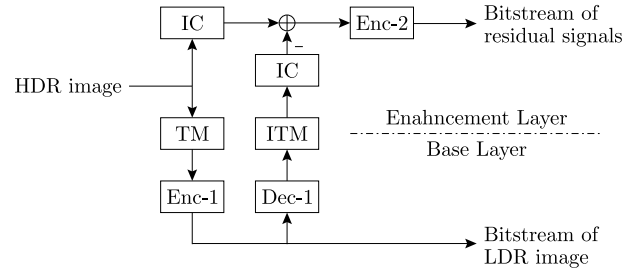 IC
Enc-2
Bitstream of
residual signals
–
IC
HDR image
TM
ITM
Enahncement Layer
Base Layer
Enc-1
Dec-1
Bitstream of
LDR image